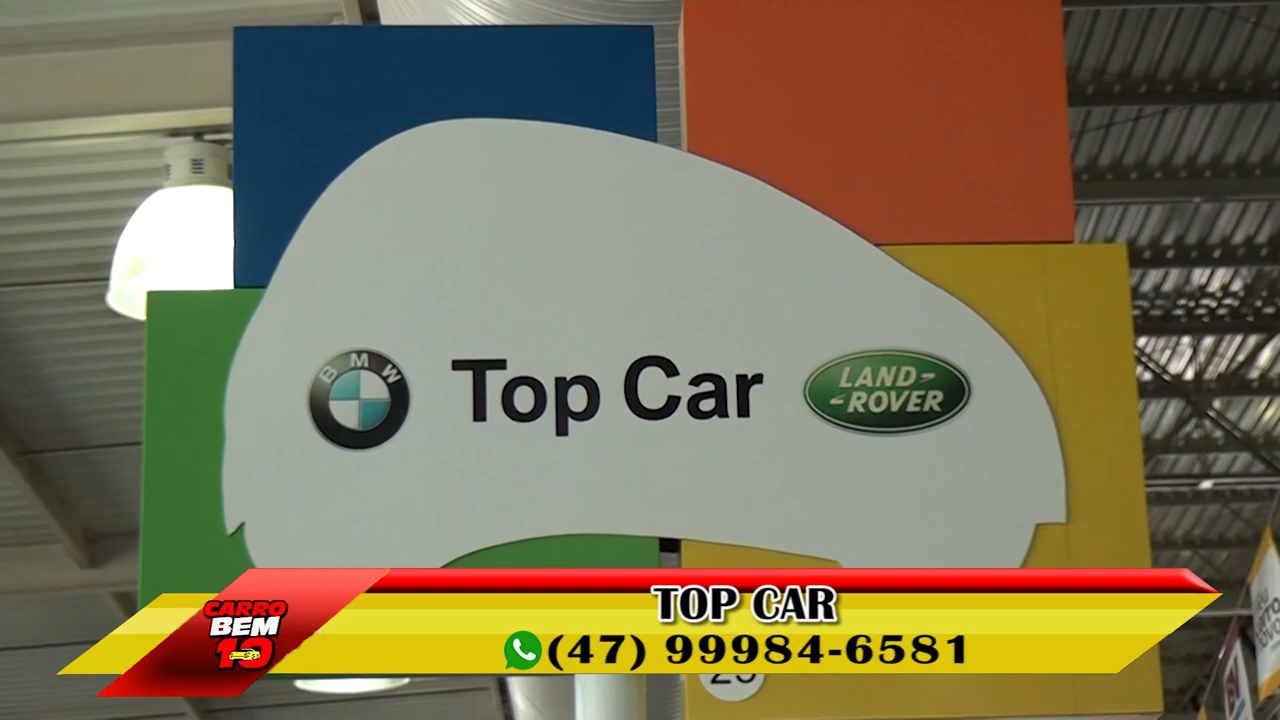 BMW
Top Car
LAND-
-ROVER
TOP CAR
(47) 99984-6581
CARRO
BEM
10